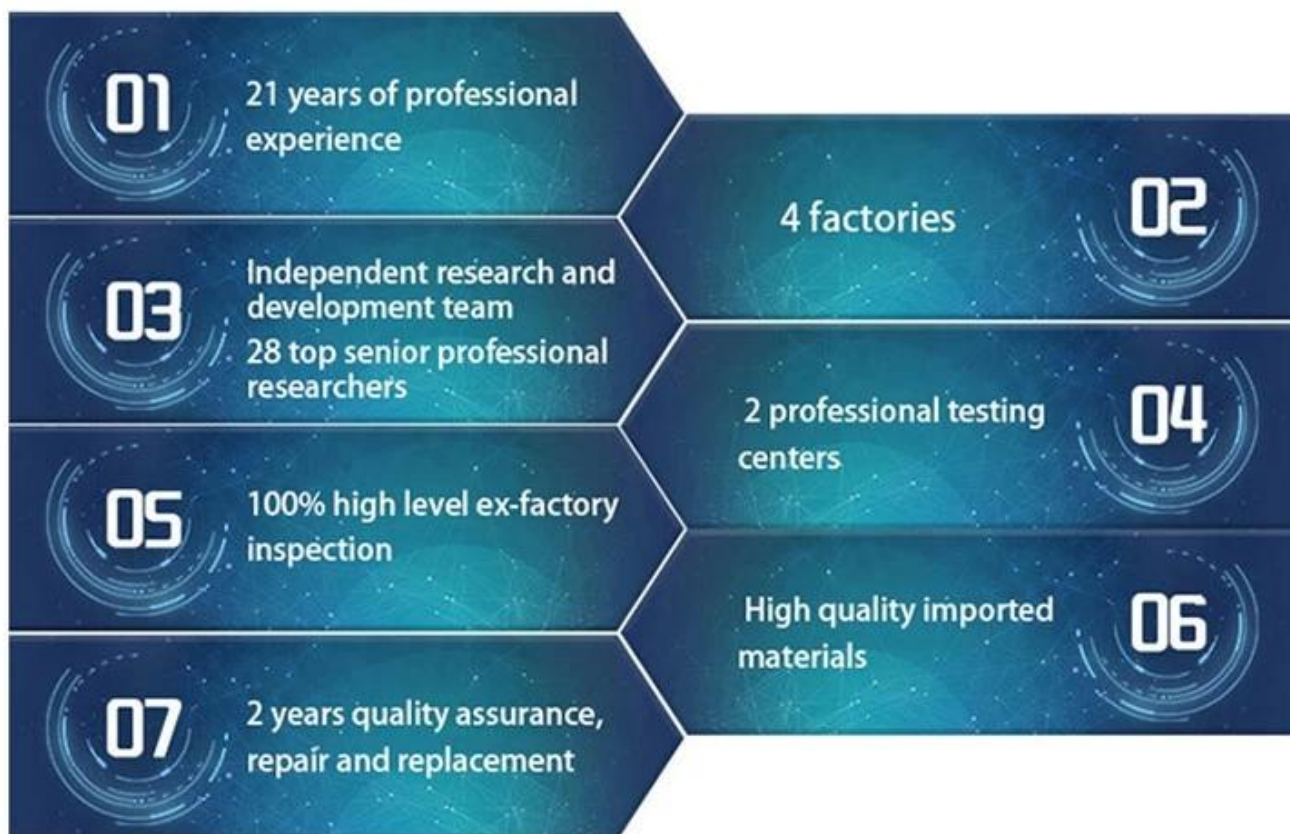 01
21 years of professional
experience
02
4 factories
03
Independent research and
development team
28 top senior professional
researchers
04
2 professional testing
centers
05
100% high level ex-factory
inspection
06
High quality imported
materials
07
2 years quality assurance,
repair and replacement